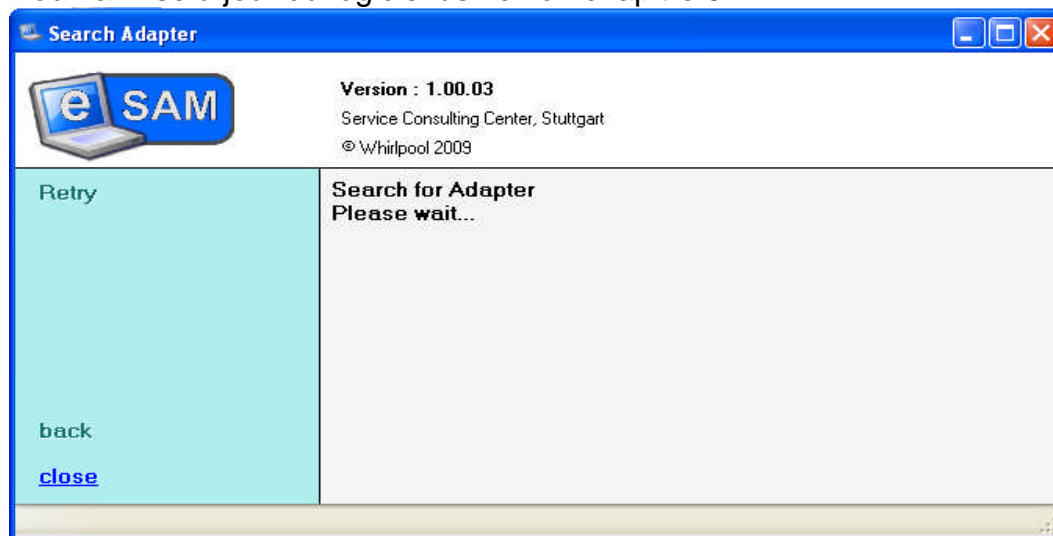 Search Adapter
e SAM
Version : 1.00.03
Service Consulting Center, Stuttgart
© Whirlpool 2009
Retry
Search for Adapter
Please wait...
back
close